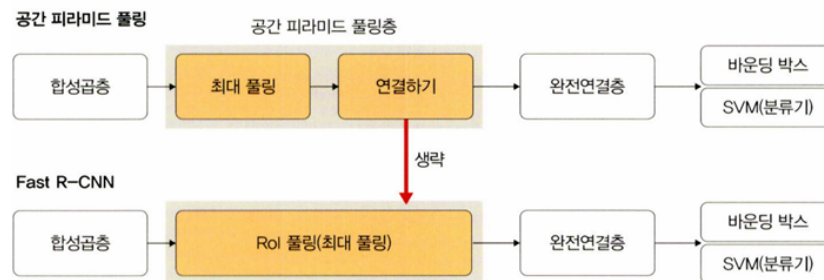 공간 피라미드 풀링
공간 피라미드 풀링층
합성곱층
최대 풀링
연결하기
완전연결층
바운딩 박스
SVM(분류기)
생략
Fast R-CNN
합성곱층
RoI 풀링(최대 풀링)
완전연결층
바운딩 박스
SVM(분류기)